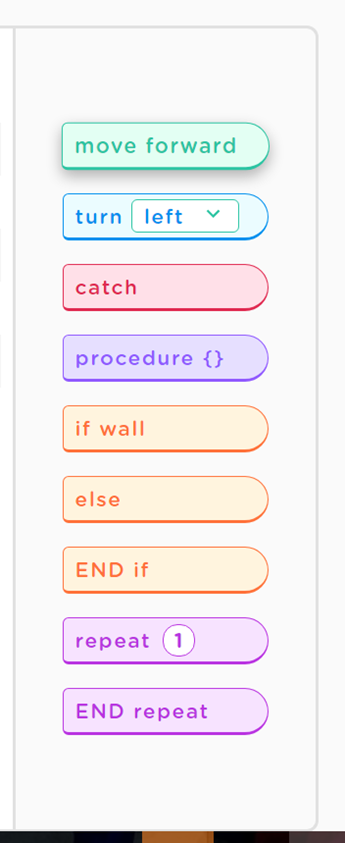 move forward
turn left
catch
procedure {}
if wall
else
END if
repeat 1
END repeat